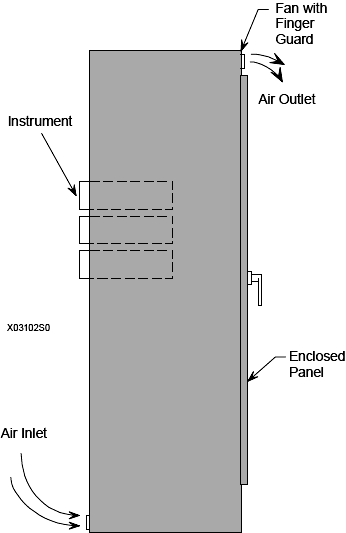 Fan with
Finger
Guard
Air Outlet
Instrument
X03102S0
Enclosed
Panel
Air Inlet